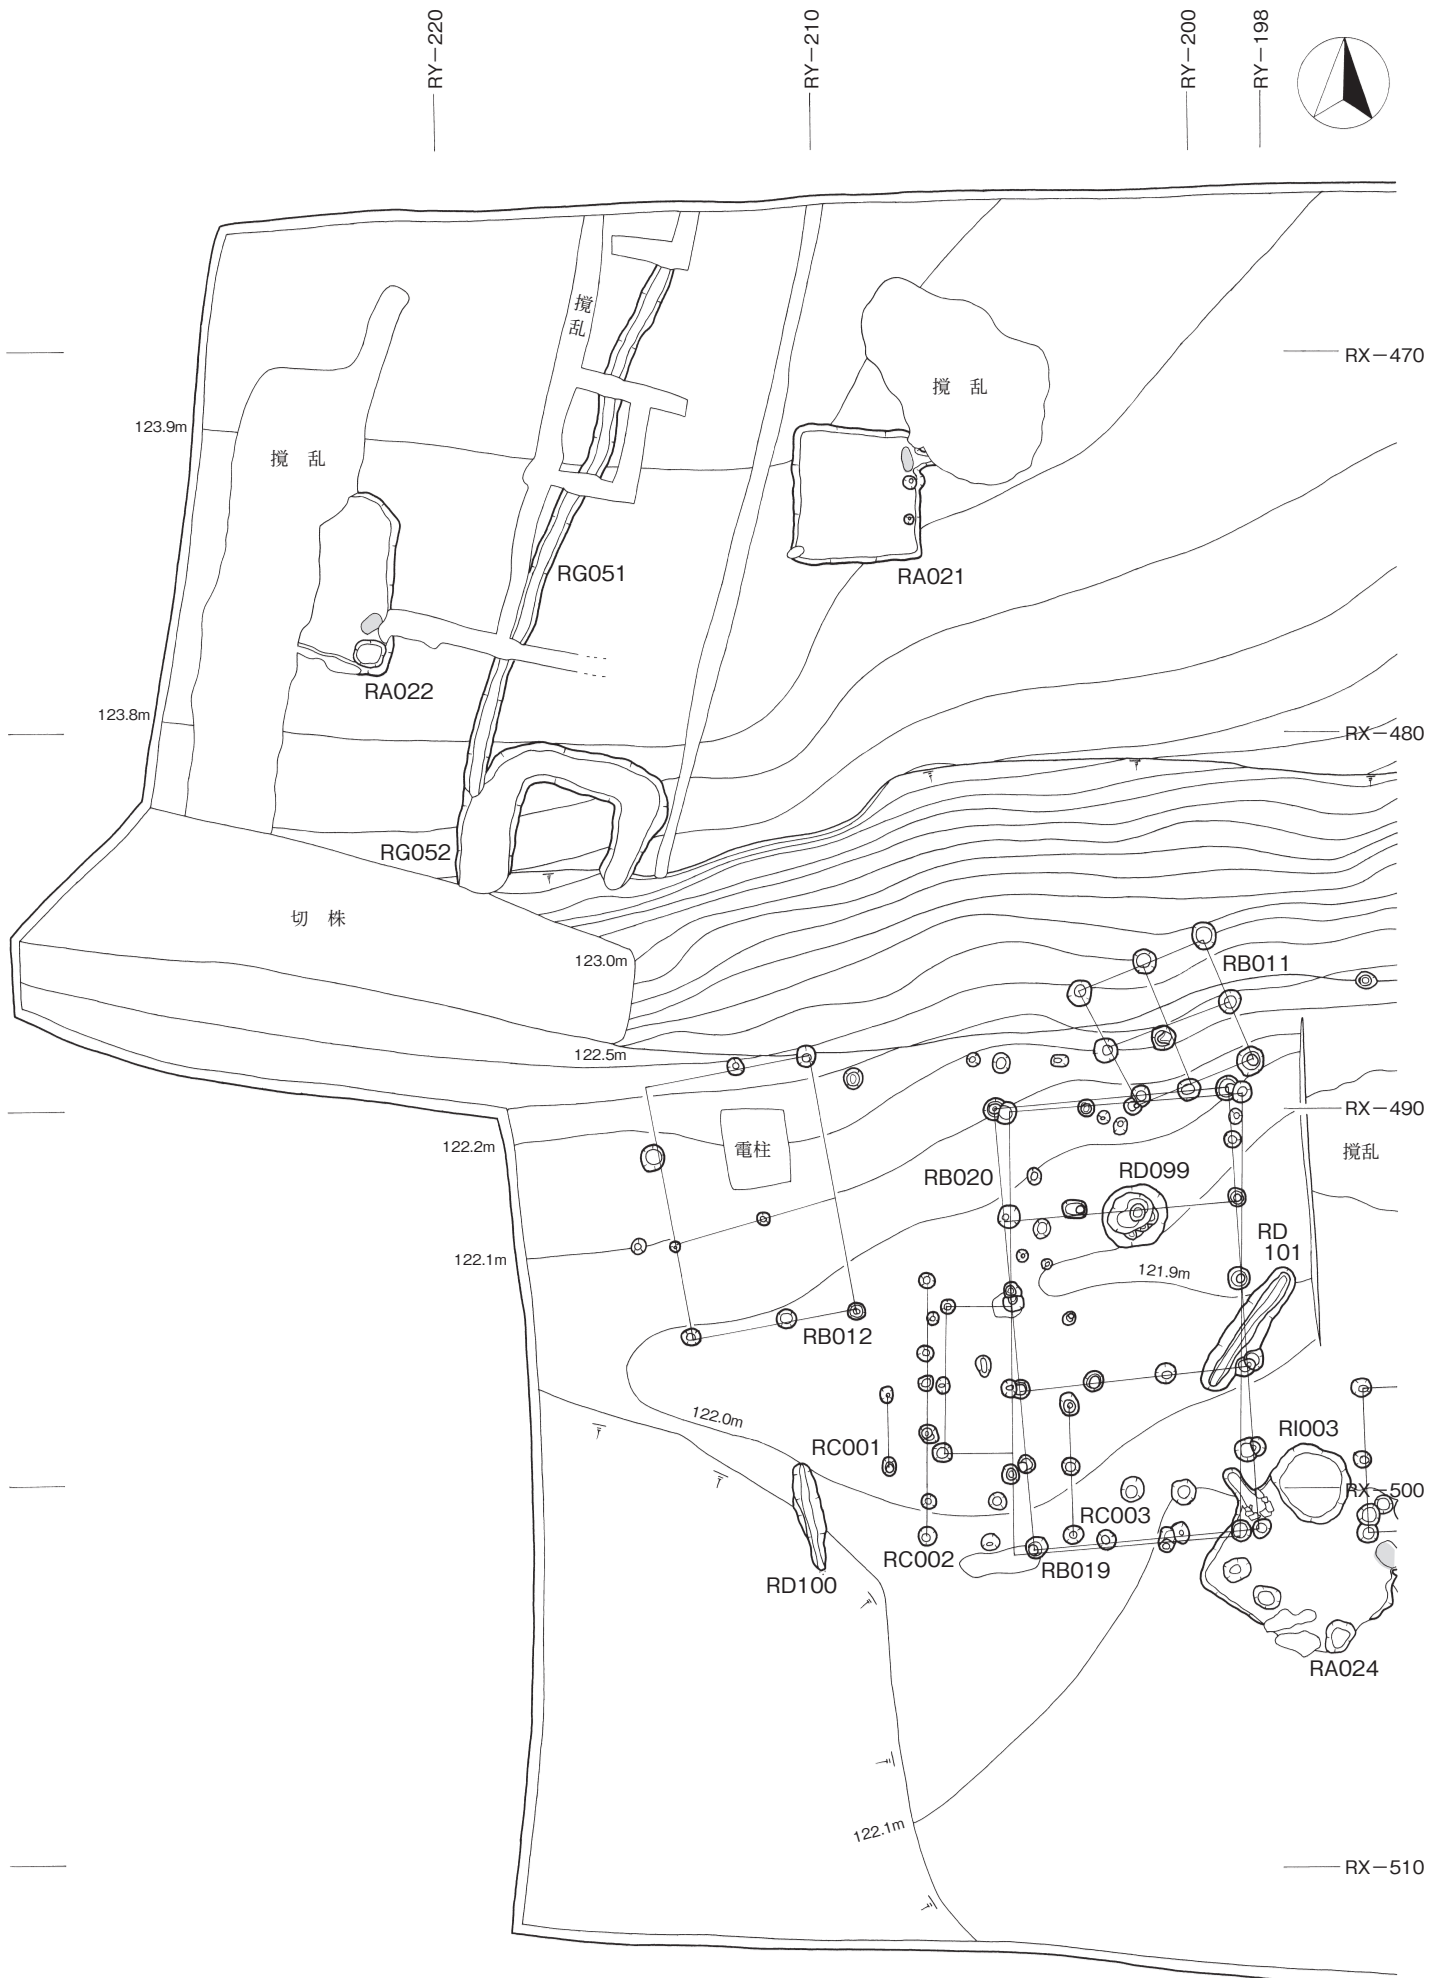 RY−220
RY−210
RY−200
RY−198
RX−470
撹乱
撹 乱
123.9m
撹 乱
RG051
RA021
RA022
123.8m
RX−480
RG052
切 株
123.0m
RB011
122.5m
RX−490
122.2m
電柱
撹乱
RB020
RD099
RD
101
122.1m
121.9m
RB012
122.0m
RC001
RI003
RX−500
RC003
RC002
RB019
RD100
RA024
122.1m
RX−510